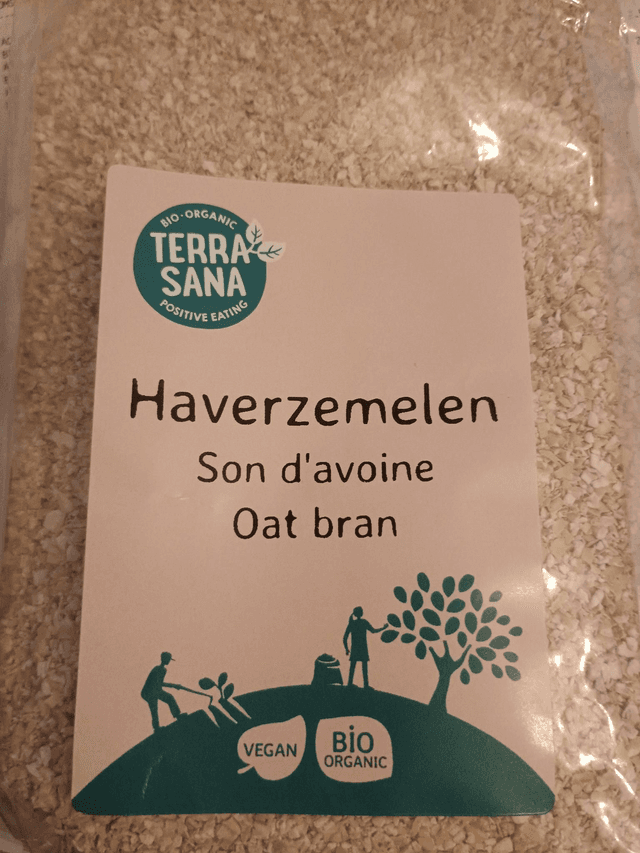 BIO-ORGANIC
TERRA
SANA
POSITIVE EATING
Haverzemelen
Son d'avoine
Oat bran
VEGAN
BiO
ORGANIC